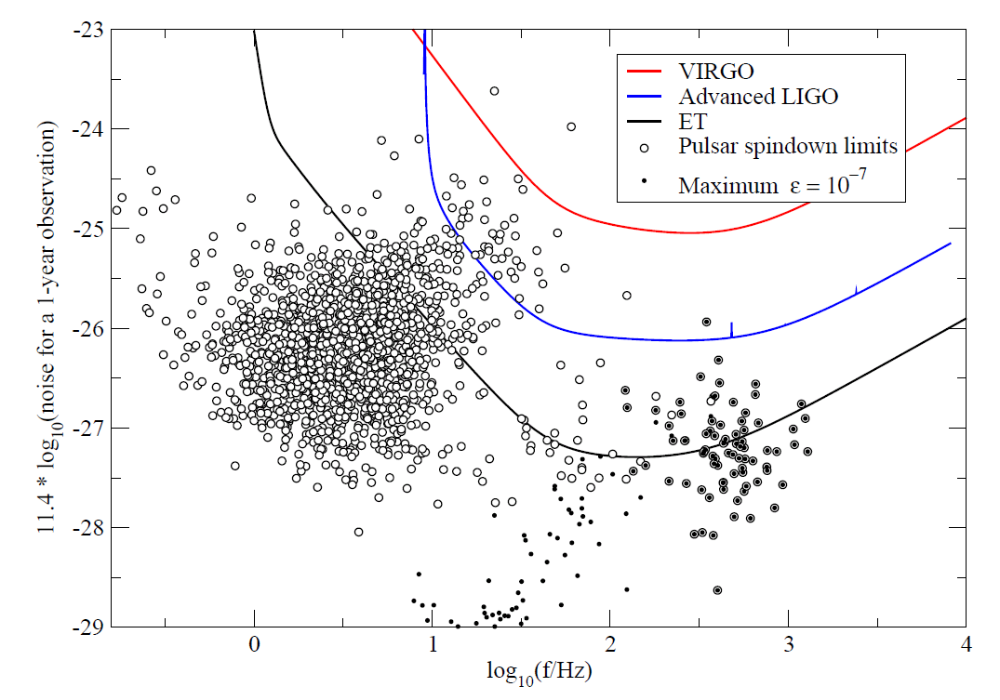 -23
-24
-25
-26
-27
-28
-29
11.4 * log10(noise for a 1-year observation)
VIRGO
Advanced LIGO
ET
Pulsar spindown limits
Maximum ε = 10⁻⁷
0 1 2 3 4
log10(f/Hz)